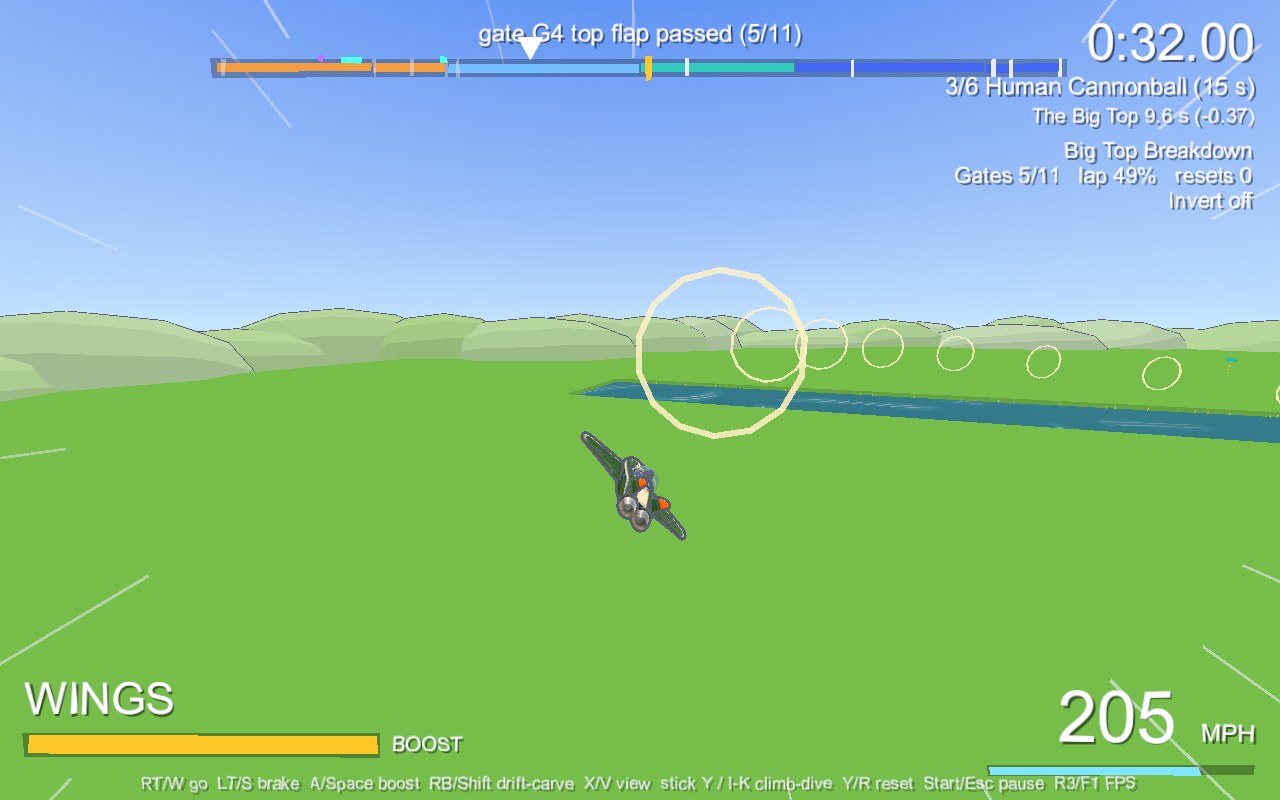 gate G4 top flap passed (5/11)
0:32.00
3/6 Human Cannonball (15 s)
The Big Top 9.6 s (-0.37)
Big Top Breakdown
Gates 5/11 lap 49% resets 0
Invert off
WINGS
BOOST
205 MPH
RT/W go LT/S brake A/Space boost RB/Shift drift-carve X/V view stick Y / I-K climb-dive Y/R reset Start/Esc pause R3/F1 FPS